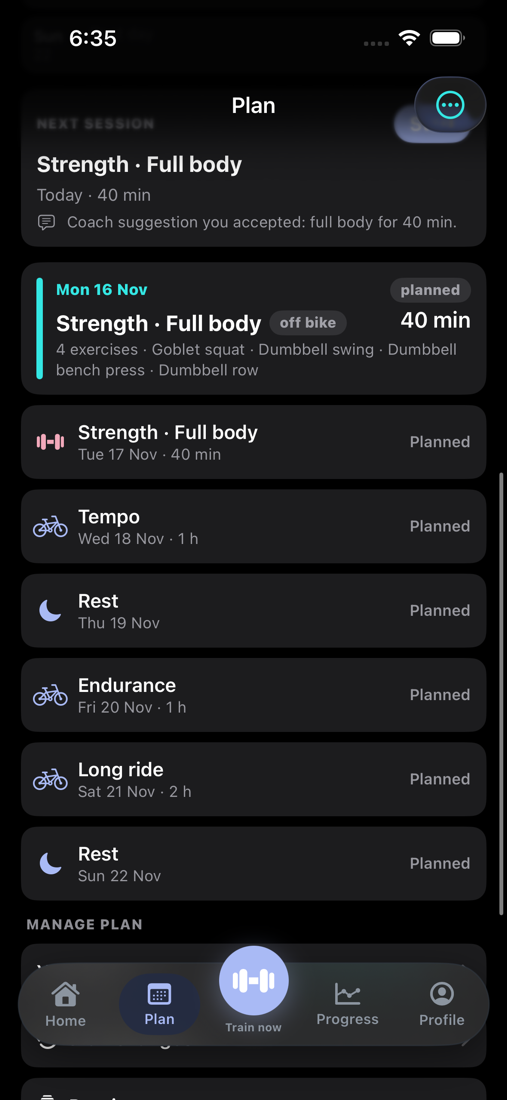 6:35
Plan
NEXT SESSION
Strength · Full body
Today · 40 min
Coach suggestion you accepted: full body for 40 min.
Mon 16 Nov
planned
Strength · Full body
off bike
40 min
4 exercises · Goblet squat · Dumbbell swing · Dumbbell
bench press · Dumbbell row
Strength · Full body
Tue 17 Nov · 40 min
Planned
Tempo
Wed 18 Nov · 1 h
Planned
Rest
Thu 19 Nov
Planned
Endurance
Fri 20 Nov · 1 h
Planned
Long ride
Sat 21 Nov · 2 h
Planned
Rest
Sun 22 Nov
Planned
MANAGE PLAN
Home
Plan
Train now
Progress
Profile